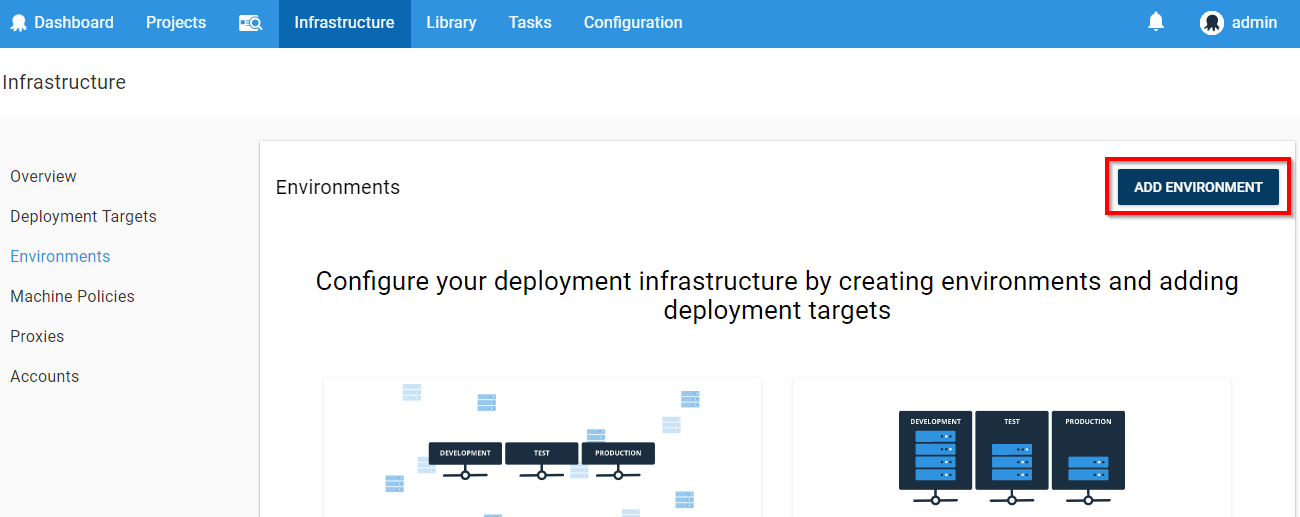 Dashboard Projects Infrastructure Library Tasks Configuration admin
Infrastructure
Overview
Deployment Targets
Environments
Machine Policies
Proxies
Accounts
Environments ADD ENVIRONMENT
Configure your deployment infrastructure by creating environments and adding
deployment targets
DEVELOPMENT TEST PRODUCTION
DEVELOPMENT TEST PRODUCTION